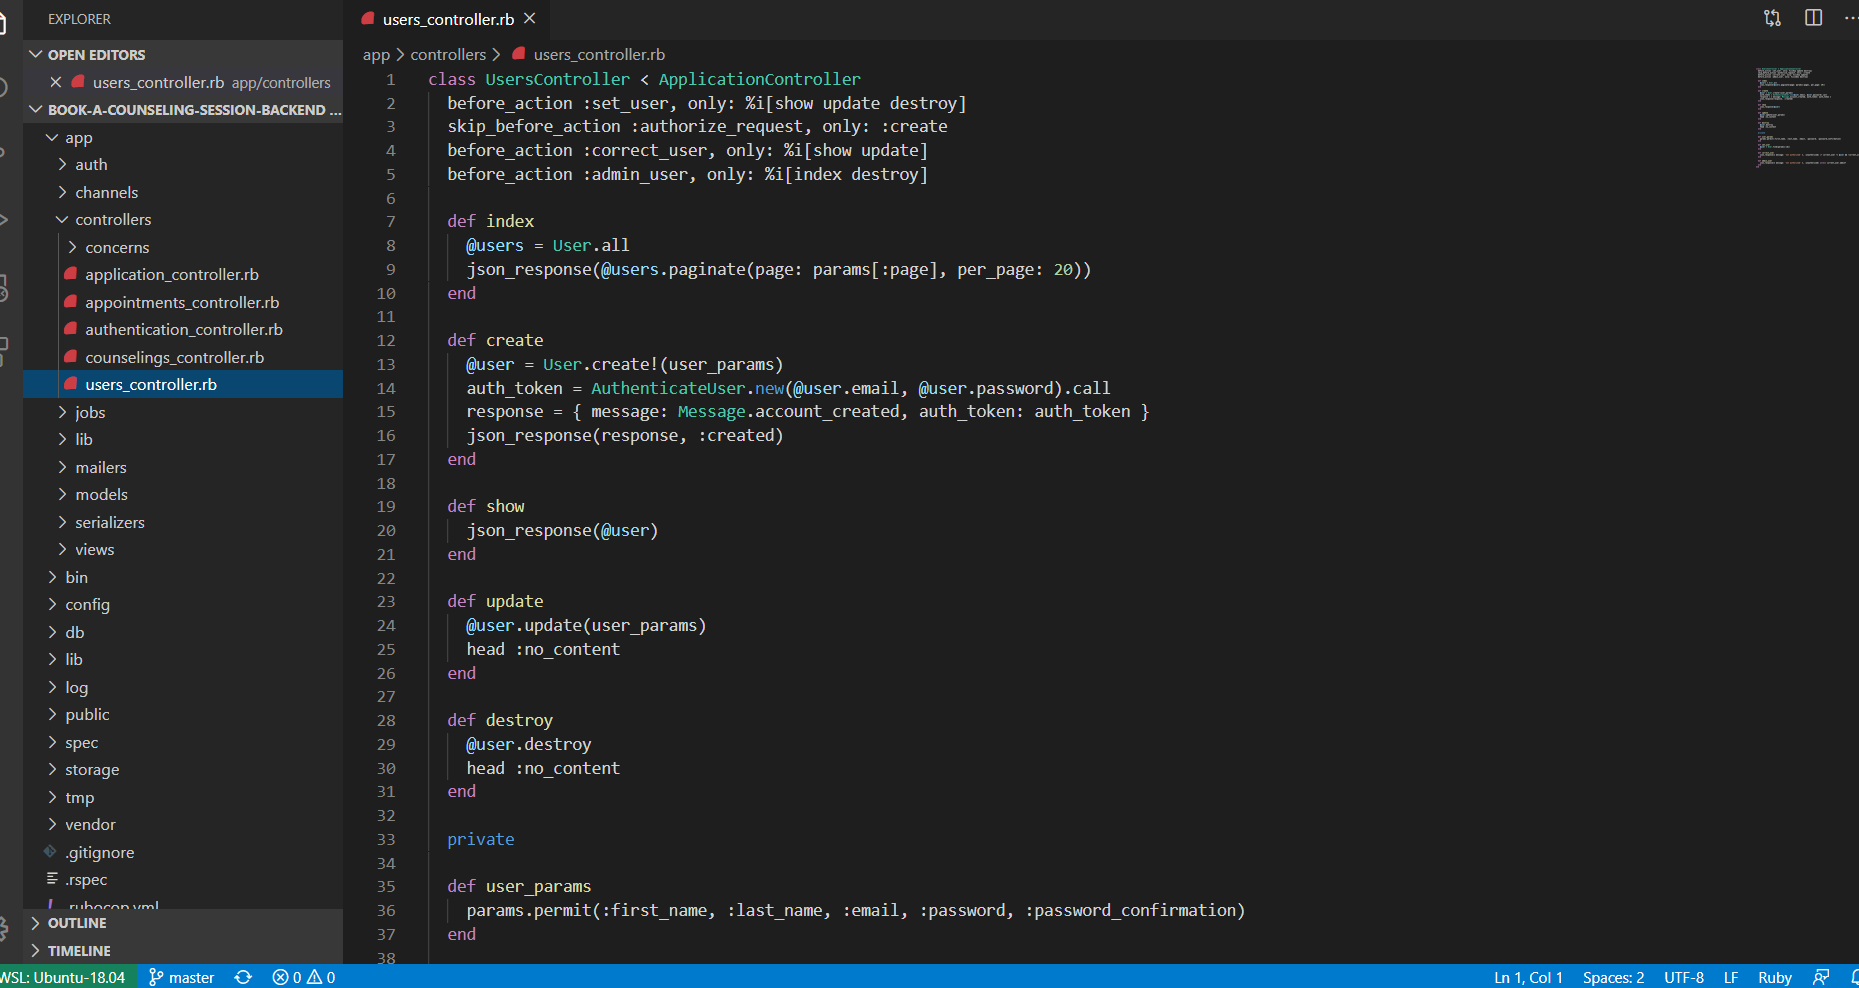 EXPLORER
OPEN EDITORS
users_controller.rb app/controllers
BOOK-A-COUNSELING-SESSION-BACKEND ...
app
auth
channels
controllers
concerns
application_controller.rb
appointments_controller.rb
authentication_controller.rb
counselings_controller.rb
users_controller.rb
jobs
lib
mailers
models
serializers
views
bin
config
db
lib
log
public
spec
storage
tmp
vendor
.gitignore
.rspec
.rubocop.yml
OUTLINE
TIMELINE
users_controller.rb
app > controllers > users_controller.rb
1 class UsersController < ApplicationController
2 before_action :set_user, only: %i[show update destroy]
3 skip_before_action :authorize_request, only: :create
4 before_action :correct_user, only: %i[show update]
5 before_action :admin_user, only: %i[index destroy]
6
7 def index
8 @users = User.all
9 json_response(@users.paginate(page: params[:page], per_page: 20))
10 end
11
12 def create
13 @user = User.create!(user_params)
14 auth_token = AuthenticateUser.new(@user.email, @user.password).call
15 response = { message: Message.account_created, auth_token: auth_token }
16 json_response(response, :created)
17 end
18
19 def show
20 json_response(@user)
21 end
22
23 def update
24 @user.update(user_params)
25 head :no_content
26 end
27
28 def destroy
29 @user.destroy
30 head :no_content
31 end
32
33 private
34
35 def user_params
36 params.permit(:first_name, :last_name, :email, :password, :password_confirmation)
37 end
38
WSL: Ubuntu-18.04 master 0 0 Ln 1, Col 1 Spaces: 2 UTF-8 LF Ruby